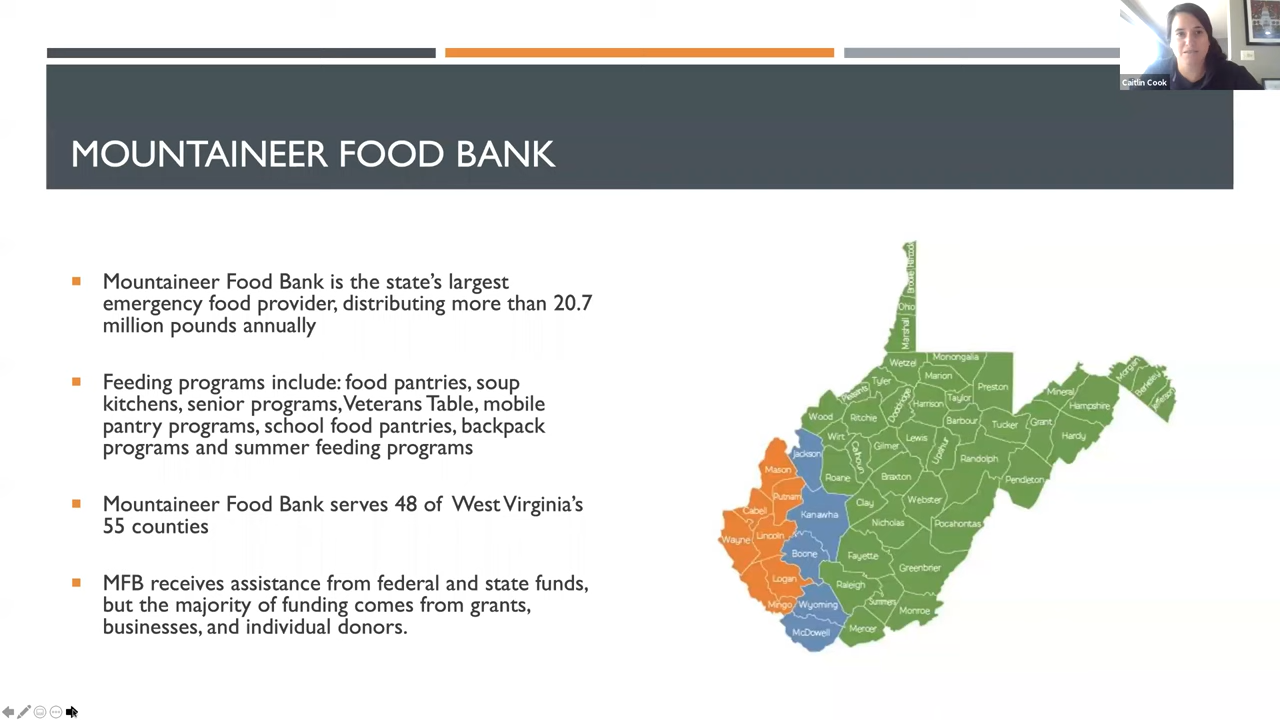 Caitlin Cook
MOUNTAINEER FOOD BANK
Mountaineer Food Bank is the state's largest
emergency food provider, distributing more than 20.7
million pounds annually
Feeding programs include: food pantries, soup
kitchens, senior programs, Veterans Table, mobile
pantry programs, school food pantries, backpack
programs and summer feeding programs
Mountaineer Food Bank serves 48 of West Virginia's
55 counties
MFB receives assistance from federal and state funds,
but the majority of funding comes from grants,
businesses, and individual donors.
Hancock
Brooke
Ohio
Marshall
Wetzel
Monongalia
Marion
Preston
Tyler
Pleasants
Doddridge
Harrison
Taylor
Mineral
Morgan
Berkeley
Jefferson
Hampshire
Wood
Ritchie
Barbour
Tucker
Grant
Hardy
Wirt
Calhoun
Gilmer
Lewis
Upshur
Randolph
Jackson
Roane
Braxton
Pendleton
Mason
Putnam
Kanawha
Clay
Webster
Nicholas
Pocahontas
Cabell
Wayne
Lincoln
Boone
Fayette
Greenbrier
Logan
Raleigh
Mingo
Wyoming
Summers
Monroe
McDowell
Mercer